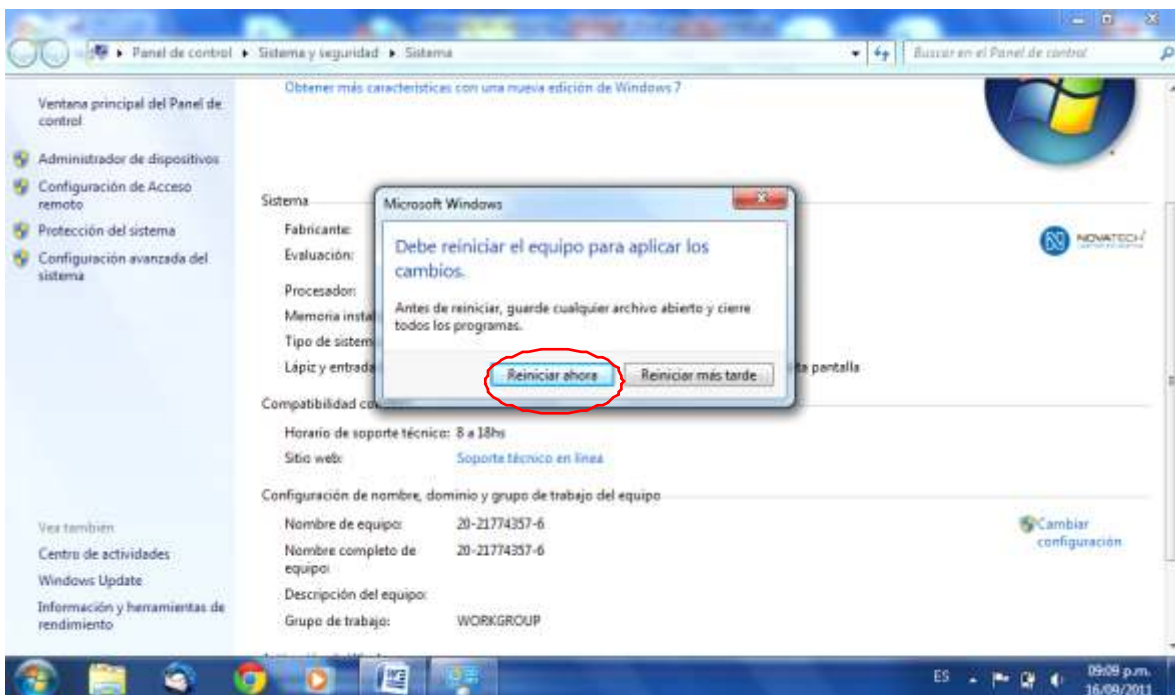 Panel de control ▸ Sistema y seguridad ▸ Sistema
Buscar en el Panel de control
Ventana principal del Panel de
control
Administrador de dispositivos
Configuración de Acceso
remoto
Protección del sistema
Configuración avanzada del
sistema
Vea también
Centro de actividades
Windows Update
Información y herramientas de
rendimiento
Obtener más características con una nueva edición de Windows 7
Sistema
Fabricante:
Evaluación:
Procesador:
Memoria insta
Tipo de sistem
Lápiz y entrada
ta pantalla
NOVATECH
Microsoft Windows
Debe reiniciar el equipo para aplicar los
cambios.
Antes de reiniciar, guarde cualquier archivo abierto y cierre
todos los programas.
Reiniciar ahora
Reiniciar más tarde
Compatibilidad co
Horario de soporte técnico: 8 a 18hs
Sitio web: Soporte técnico en línea
Configuración de nombre, dominio y grupo de trabajo del equipo
Nombre de equipo: 20-21774357-6
Nombre completo de 20-21774357-6
equipo:
Descripción del equipo:
Grupo de trabajo: WORKGROUP
Cambiar
configuración
ES
09:09 p.m.
16/09/2011